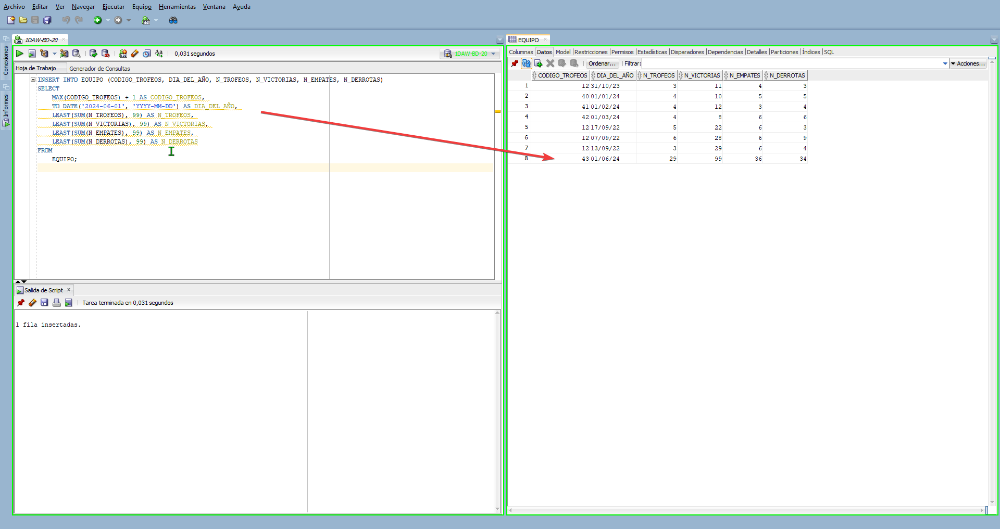 Archivo Editar Ver Navegar Ejecutar Equipo Herramientas Ventana Ayuda
Conexiones
Informes
1DAW-BD-20
0,031 segundos
1DAW-BD-20
Hoja de Trabajo Generador de Consultas
INSERT INTO EQUIPO (CODIGO_TROFEOS, DIA_DEL_AÑO, N_TROFEOS, N_VICTORIAS, N_EMPATES, N_DERROTAS)
SELECT
MAX(CODIGO_TROFEOS) + 1 AS CODIGO_TROFEOS,
TO_DATE('2024-06-01', 'YYYY-MM-DD') AS DIA_DEL_AÑO,
LEAST(SUM(N_TROFEOS), 99) AS N_TROFEOS,
LEAST(SUM(N_VICTORIAS), 99) AS N_VICTORIAS,
LEAST(SUM(N_EMPATES), 99) AS N_EMPATES,
LEAST(SUM(N_DERROTAS), 99) AS N_DERROTAS
FROM
EQUIPO;
Salida de Script
Tarea terminada en 0,031 segundos
1 fila insertadas.
EQUIPO
Columnas Datos Model Restricciones Permisos Estadísticas Disparadores Dependencias Detalles Particiones Índices SQL
Ordenar... Filtrar: Acciones...
CODIGO_TROFEOS DIA_DEL_AÑO N_TROFEOS N_VICTORIAS N_EMPATES N_DERROTAS
1 12 31/10/23 3 11 4 3
2 40 01/01/24 4 10 5 5
3 41 01/02/24 4 12 3 4
4 42 01/03/24 4 8 6 6
5 12 17/09/22 5 22 6 3
6 12 07/09/22 6 28 6 9
7 12 13/09/22 3 29 6 4
8 43 01/06/24 29 99 36 34